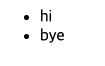 • hi
• bye